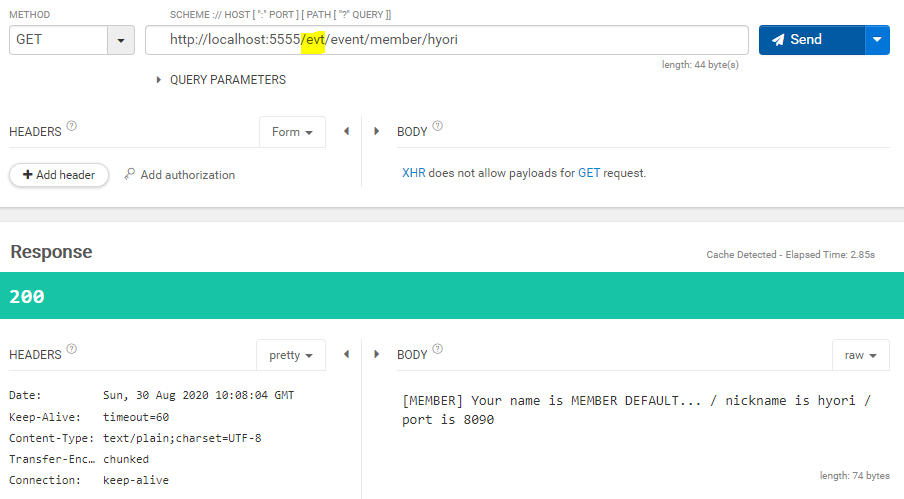 METHOD
SCHEME :// HOST [ ":" PORT ] [ PATH [ "?" QUERY ]]
GET
http://localhost:5555/evt/event/member/hyori
Send
length: 44 byte(s)
QUERY PARAMETERS
HEADERS ?
Form
BODY ?
+ Add header
Add authorization
XHR does not allow payloads for GET request.
Response
Cache Detected - Elapsed Time: 2.85s
200
HEADERS ?
pretty
BODY ?
raw
Date: Sun, 30 Aug 2020 10:08:04 GMT
Keep-Alive: timeout=60
Content-Type: text/plain;charset=UTF-8
Transfer-Enc… chunked
Connection: keep-alive
[MEMBER] Your name is MEMBER DEFAULT... / nickname is hyori /
port is 8090
length: 74 bytes